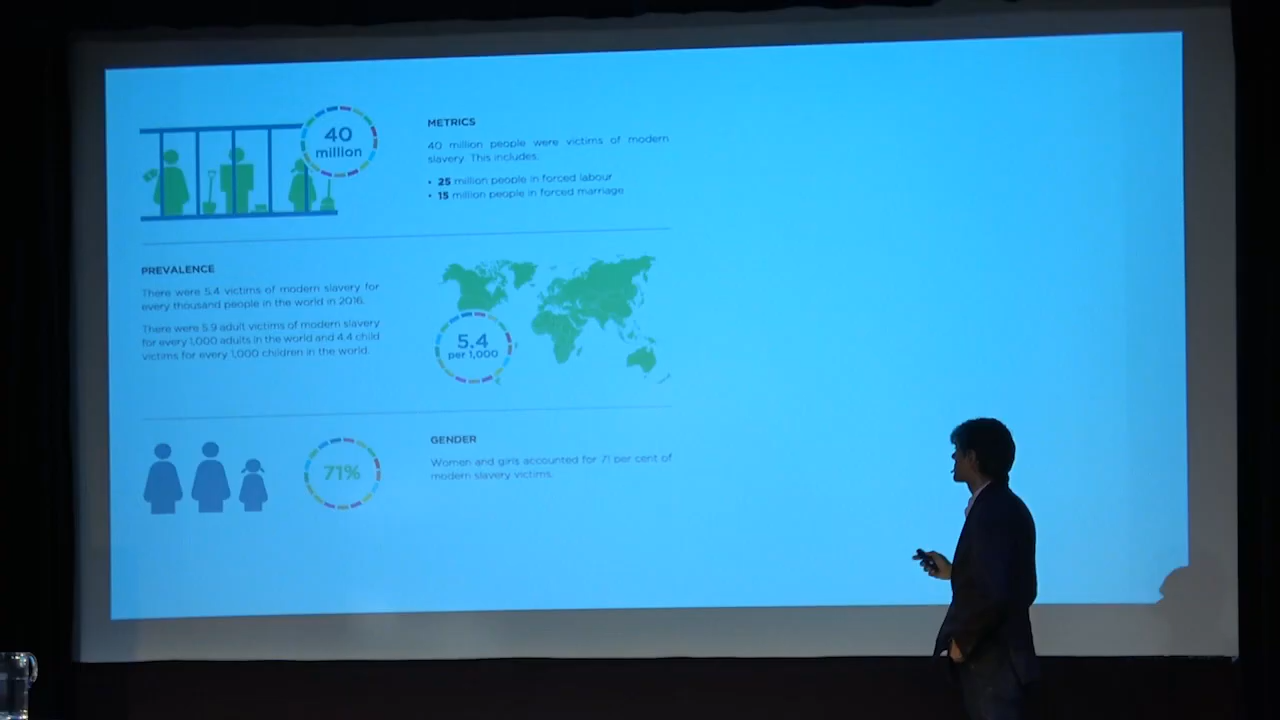 40
million
METRICS
40 million people were victims of modern
slavery. This includes:
• 25 million people in forced labour
• 15 million people in forced marriage
PREVALENCE
There were 5.4 victims of modern slavery for
every thousand people in the world in 2016.
There were 5.9 adult victims of modern slavery
for every 1,000 adults in the world and 4.4 child
victims for every 1,000 children in the world.
5.4
per 1,000
71%
GENDER
Women and girls accounted for 71 per cent of
modern slavery victims.